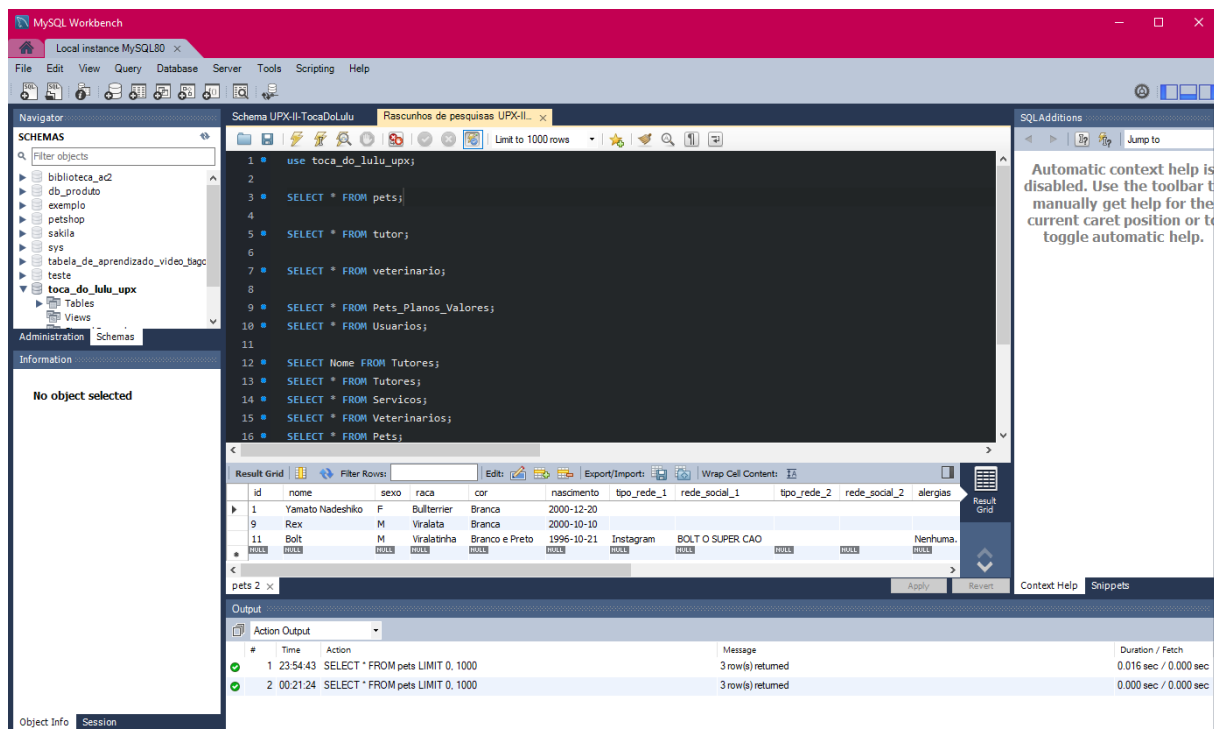 MySQL Workbench
Local instance MySQL80
File Edit View Query Database Server Tools Scripting Help
Navigator
SCHEMAS
Filter objects
biblioteca_ac2
db_produto
exemplo
petshop
sakila
sys
tabela_de_aprendizado_video_tiagc
teste
toca_do_lulu_upx
Tables
Views
Administration Schemas
Information
No object selected
Object Info Session
Schema UPX-II-TocaDoLulu Rascunhos de pesquisas UPX-II...
Limit to 1000 rows
1 use toca_do_lulu_upx;
2
3 SELECT * FROM pets;
4
5 SELECT * FROM tutor;
6
7 SELECT * FROM veterinario;
8
9 SELECT * FROM Pets_Planos_Valores;
10 SELECT * FROM Usuarios;
11
12 SELECT Nome FROM Tutores;
13 SELECT * FROM Tutores;
14 SELECT * FROM Servicos;
15 SELECT * FROM Veterinarios;
16 SELECT * FROM Pets;
Result Grid Filter Rows: Edit: Export/Import: Wrap Cell Content:
id nome sexo raca cor nascimento tipo_rede_1 rede_social_1 tipo_rede_2 rede_social_2 alergias
1 Yamato Nadeshiko F Bullterrier Branca 2000-12-20
9 Rex M Viralata Branca 2000-10-10
11 Bolt M Viralatinha Branco e Preto 1996-10-21 Instagram BOLT O SUPER CAO Nenhuma.
NULL NULL NULL NULL NULL NULL NULL NULL NULL NULL NULL
Result
Grid
pets 2 Apply Revert
Output
Action Output
# Time Action Message Duration / Fetch
1 23:54:43 SELECT * FROM pets LIMIT 0, 1000 3 row(s) returned 0.016 sec / 0.000 sec
2 00:21:24 SELECT * FROM pets LIMIT 0, 1000 3 row(s) returned 0.000 sec / 0.000 sec
SQLAdditions
Jump to
Automatic context help is
disabled. Use the toolbar t
manually get help for the
current caret position or to
toggle automatic help.
Context Help Snippets